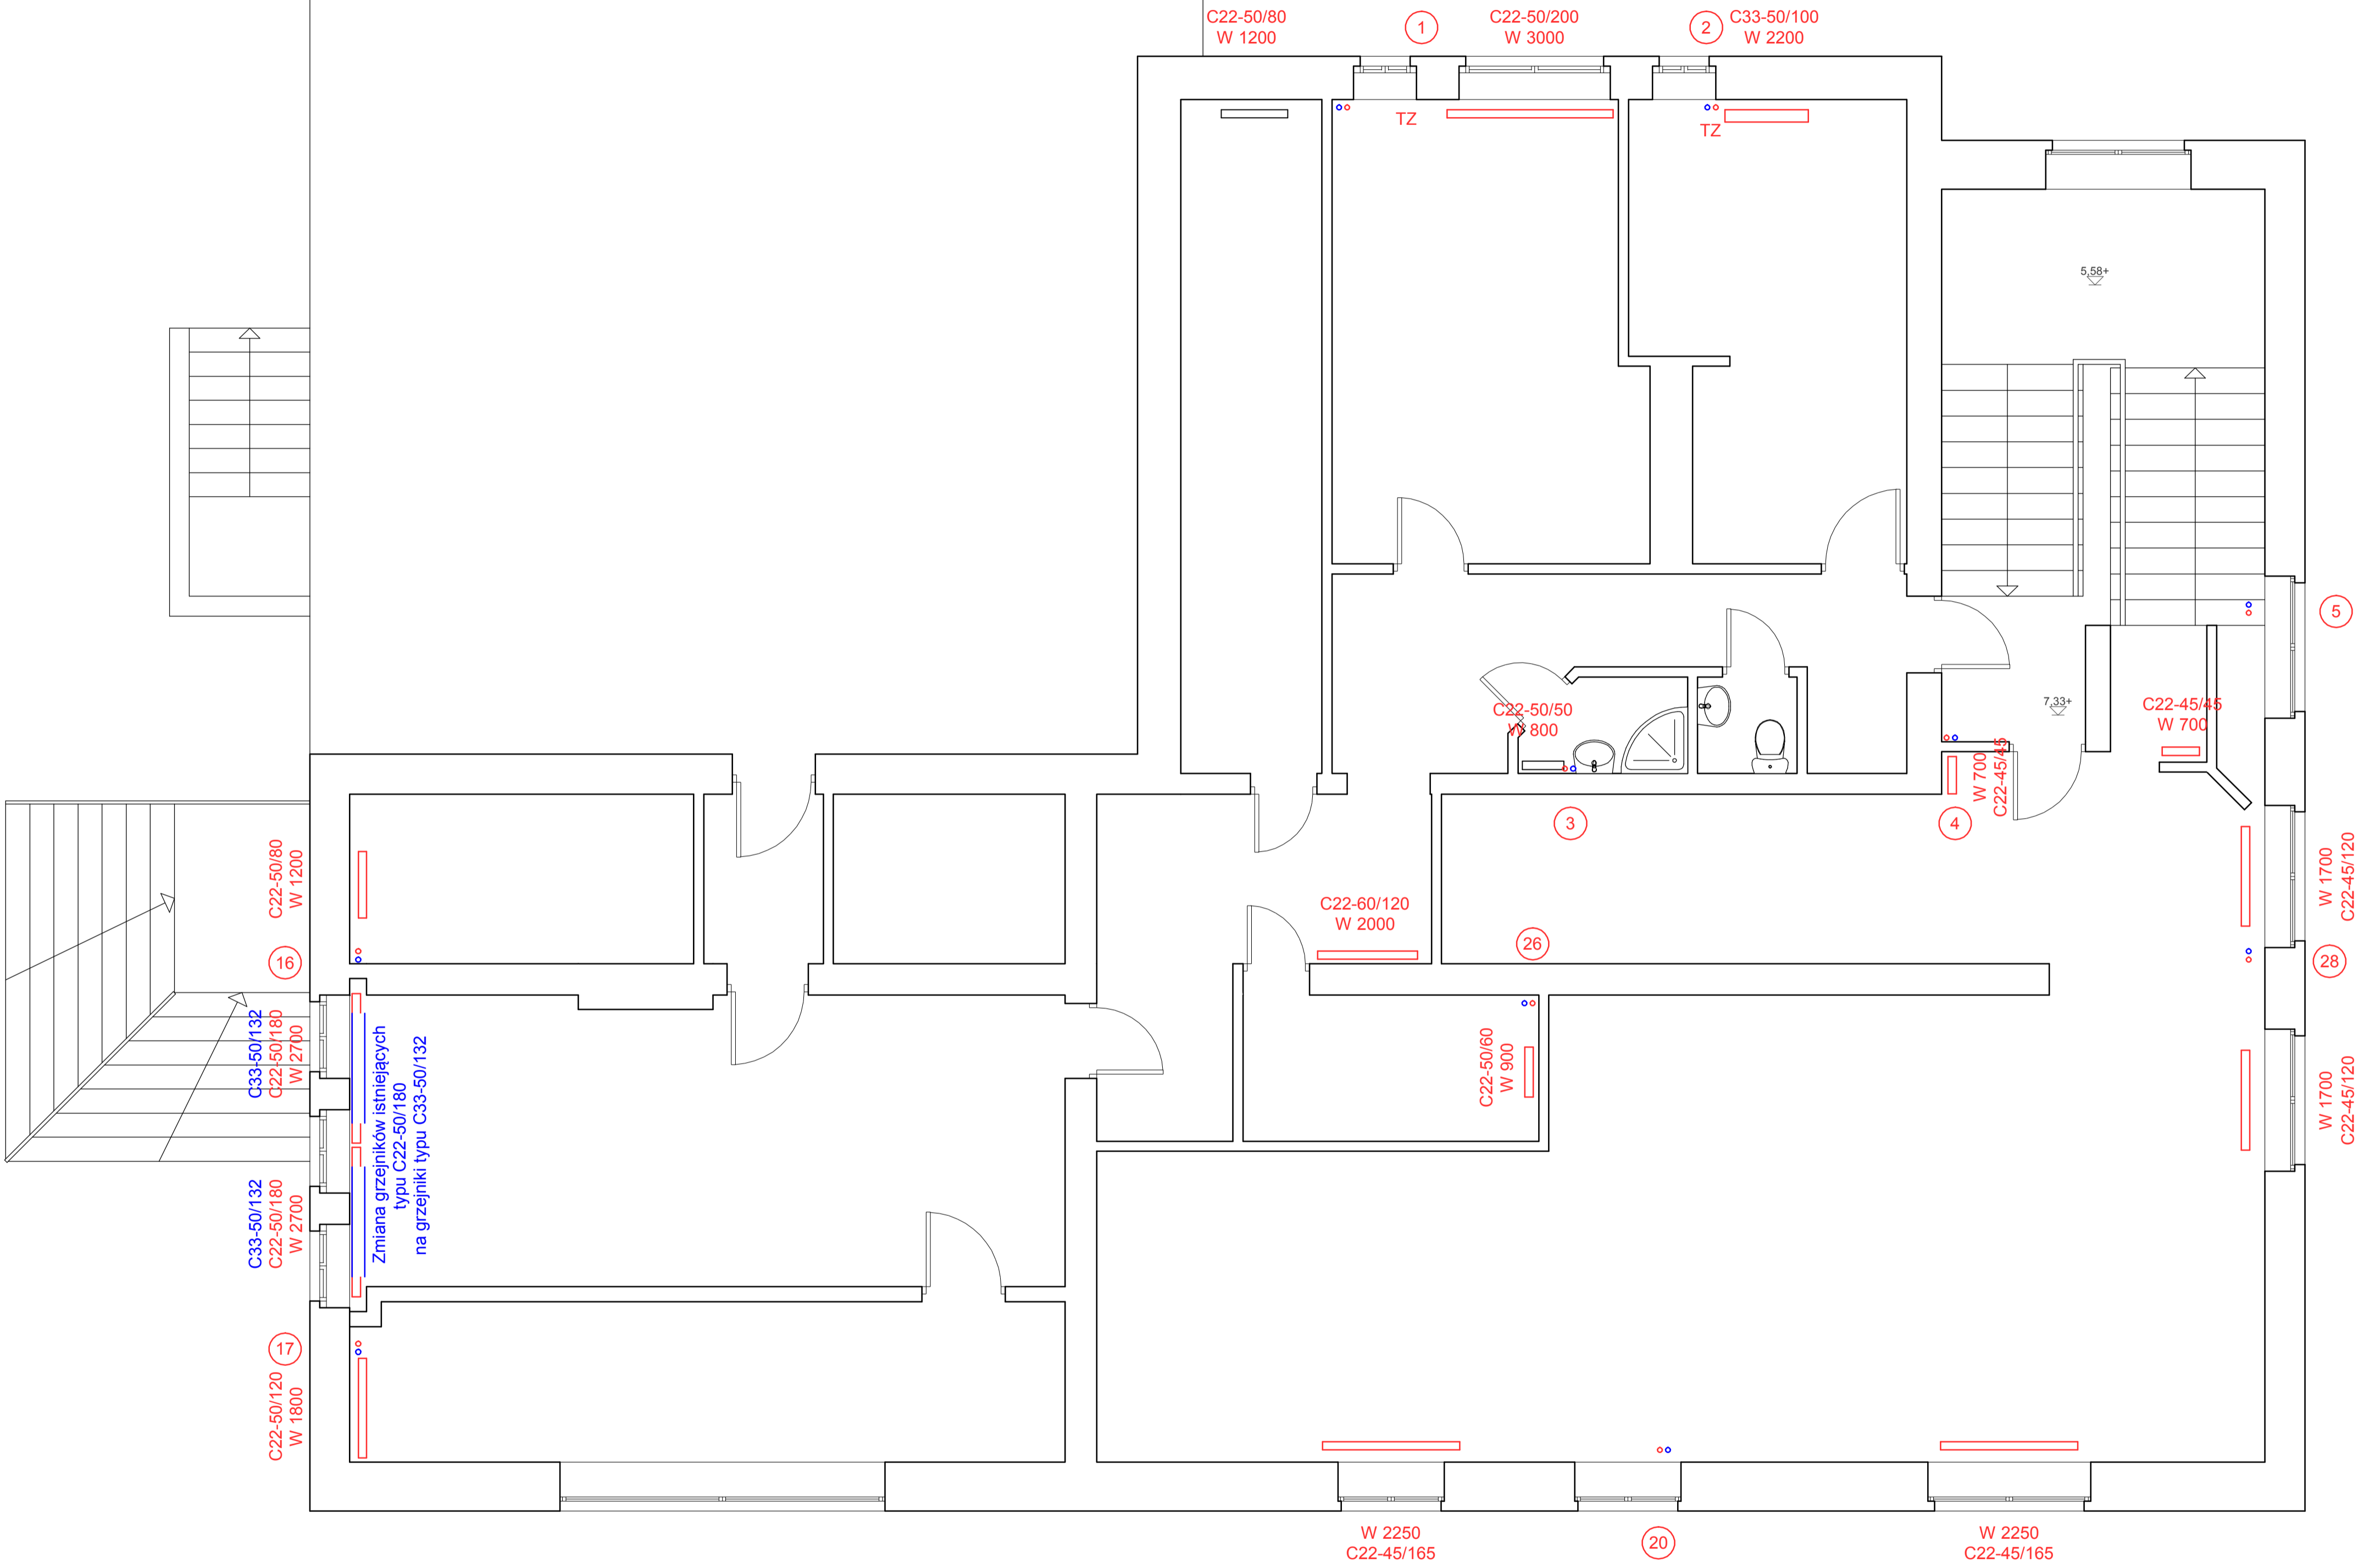 C22-50/80
W 1200
1
C22-50/200
W 3000
2
C33-50/100
W 2200
TZ
TZ
5,58+
5
C22-50/50
W 800
7,33+
C22-45/45
W 700
W 700
C22-45/45
3
4
C22-50/80
W 1200
16
C22-60/120
W 2000
26
W 1700
C22-45/120
28
C33-50/132
C22-50/180
W 2700
Zmiana grzejników istniejących
typu C22-50/180
na grzejniki typu C33-50/132
C22-50/60
W 900
W 1700
C22-45/120
C33-50/132
C22-50/180
W 2700
17
C22-50/120
W 1800
W 2250
C22-45/165
20
W 2250
C22-45/165